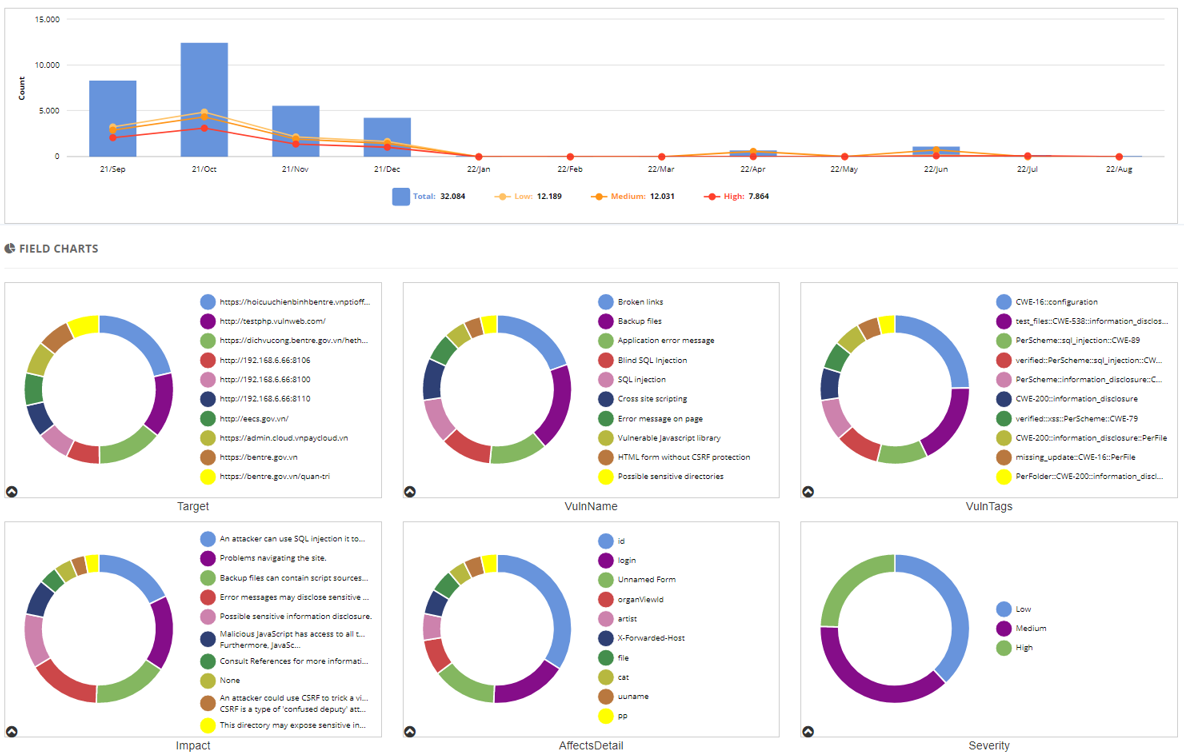 15.000
10.000
5.000
0
Count
21/Sep 21/Oct 21/Nov 21/Dec 22/Jan 22/Feb 22/Mar 22/Apr 22/May 22/Jun 22/Jul 22/Aug
Total: 32.084 Low: 12.189 Medium: 12.031 High: 7.864
FIELD CHARTS
https://hoicuuchienbinhbentre.vnptioff...
http://testphp.vulnweb.com/
https://dichvucong.bentre.gov.vn/heth...
http://192.168.6.66:8106
http://192.168.6.66:8100
http://192.168.6.66:8110
http://eecs.gov.vn/
https://admin.cloud.vnpaycloud.vn
https://bentre.gov.vn
https://bentre.gov.vn/quan-tri
Target
Broken links
Backup files
Application error message
Blind SQL Injection
SQL injection
Cross site scripting
Error message on page
Vulnerable Javascript library
HTML form without CSRF protection
Possible sensitive directories
VulnName
CWE-16::configuration
test_files::CWE-538::information_disclos...
PerScheme::sql_injection::CWE-89
verified::PerScheme::sql_injection::CW...
PerScheme::information_disclosure::C...
CWE-200::information_disclosure
verified::xss::PerScheme::CWE-79
CWE-200::information_disclosure::PerFile
missing_update::CWE-16::PerFile
PerFolder::CWE-200::information_discl...
VulnTags
An attacker can use SQL injection it to...
Problems navigating the site.
Backup files can contain script sources...
Error messages may disclose sensitive ...
Possible sensitive information disclosure.
Malicious JavaScript has access to all t...
Furthermore, JavaSc...
Consult References for more informati...
None
An attacker could use CSRF to trick a vi...
CSRF is a type of 'confused deputy' att...
This directory may expose sensitive in...
Impact
id
login
Unnamed Form
organViewId
artist
X-Forwarded-Host
file
cat
uuname
pp
AffectsDetail
Low
Medium
High
Severity